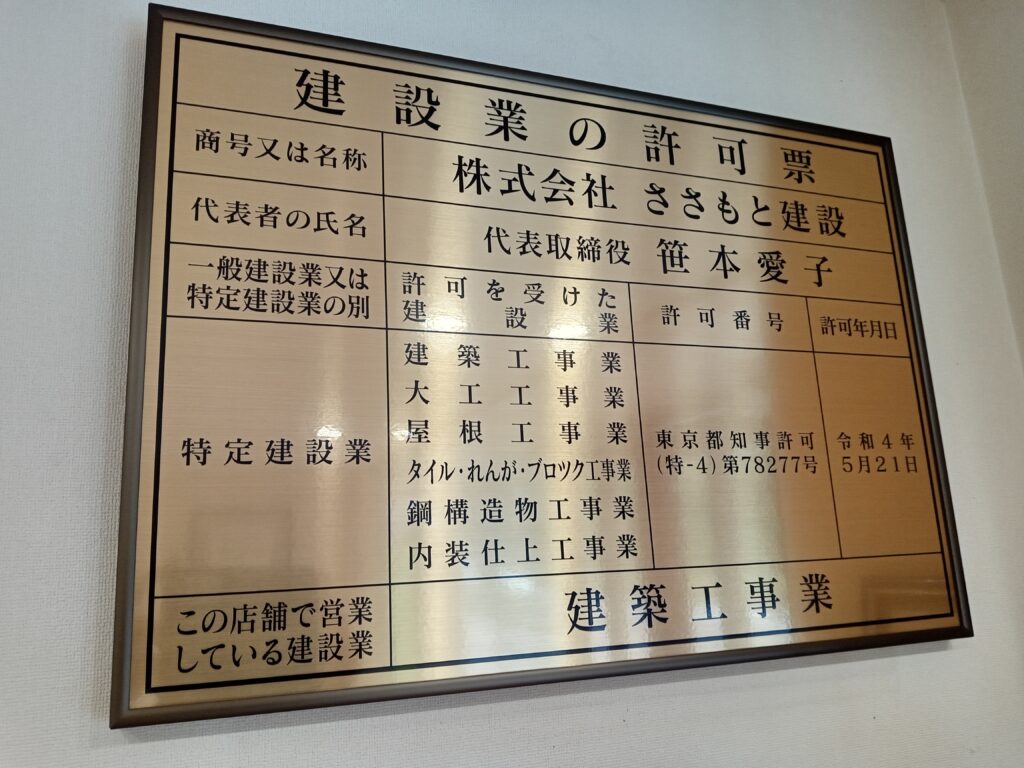 建設業の許可票
商号又は名称
株式会社 ささもと建設
代表者の氏名
代表取締役 笹本愛子
一般建設業又は
特定建設業の別
許可を受けた
建設業
許可番号
許可年月日
特定建設業
建築工事業
大工工事業
屋根工事業
タイル・れんが・ブロツク工事業
鋼構造物工事業
内装仕上工事業
東京都知事許可
(特-4)第78277号
令和4年
5月21日
この店舗で営業
している建設業
建築工事業